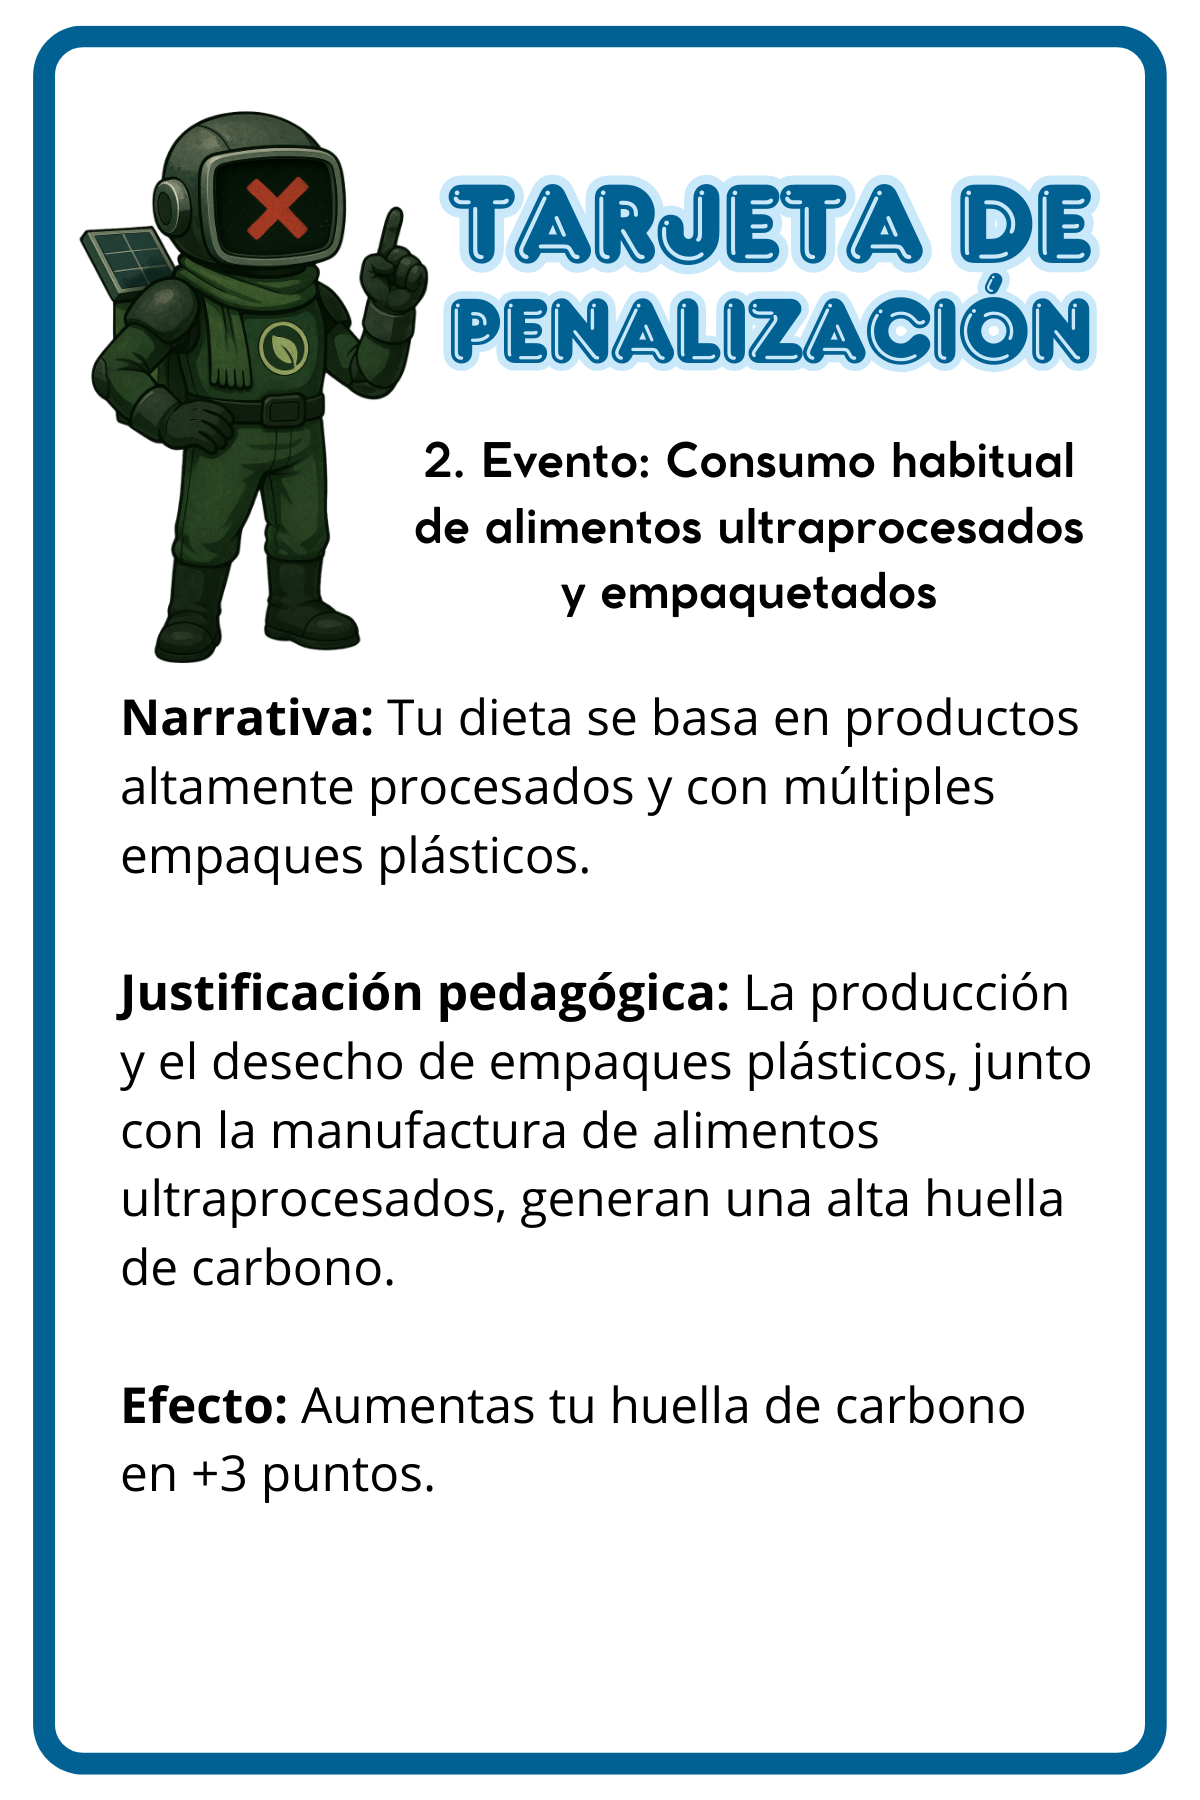 TARJETA DE
PENALIZACIÓN
2. Evento: Consumo habitual
de alimentos ultraprocesados
y empaquetados
Narrativa: Tu dieta se basa en productos
altamente procesados y con múltiples
empaques plásticos.
Justificación pedagógica: La producción
y el desecho de empaques plásticos, junto
con la manufactura de alimentos
ultraprocesados, generan una alta huella
de carbono.
Efecto: Aumentas tu huella de carbono
en +3 puntos.